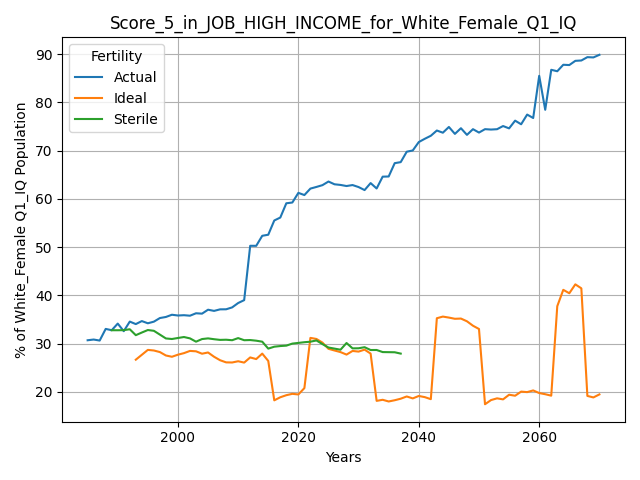 Score_5_in_JOB_HIGH_INCOME_for_White_Female_Q1_IQ
Fertility
Actual
Ideal
Sterile
% of White_Female Q1_IQ Population
90
80
70
60
50
40
30
20
2000
2020
2040
2060
Years